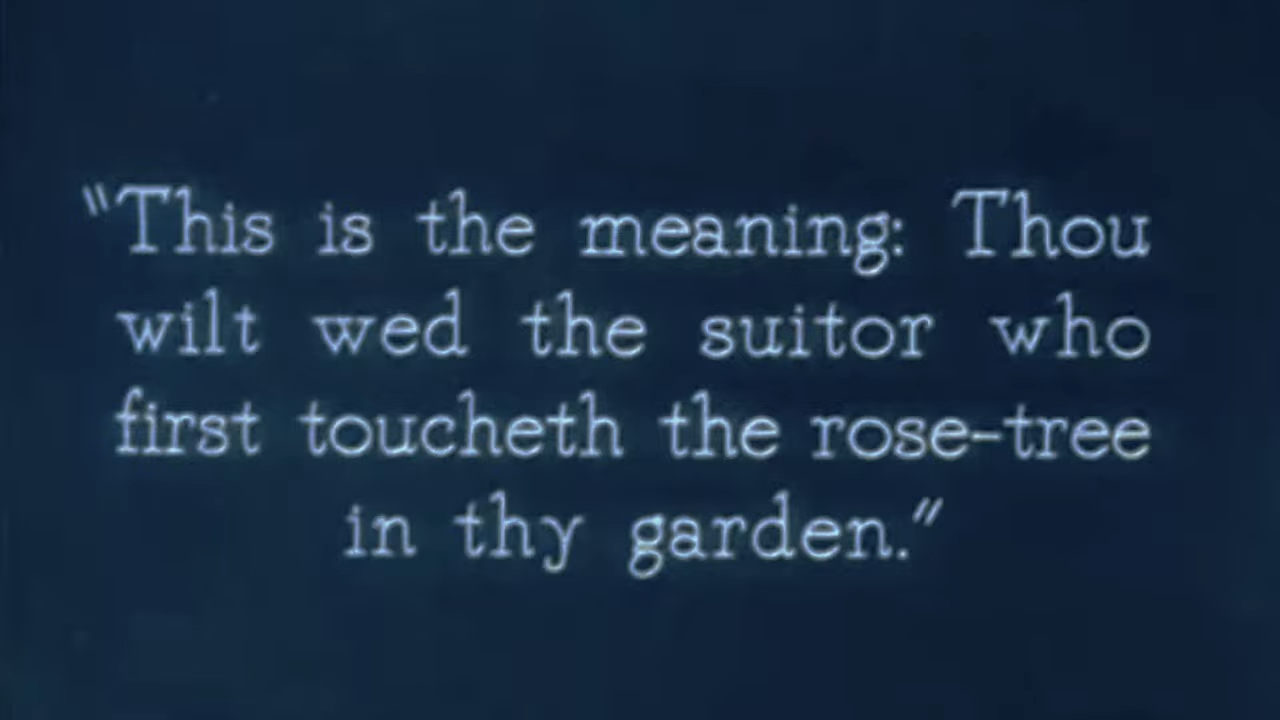 "This is the meaning: Thou
wilt wed the suitor who
first toucheth the rose-tree
in thy garden."